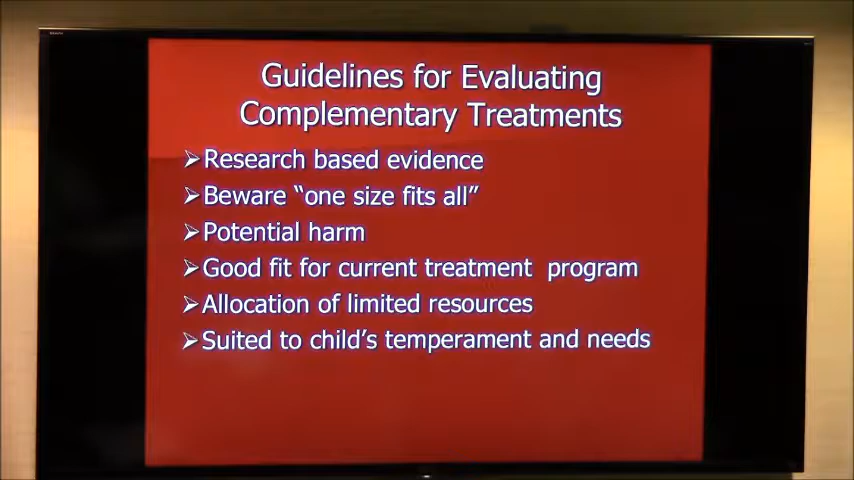 Guidelines for Evaluating
Complementary Treatments
➢Research based evidence
➢Beware “one size fits all”
➢Potential harm
➢Good fit for current treatment  program
➢Allocation of limited resources
➢Suited to child’s temperament and needs